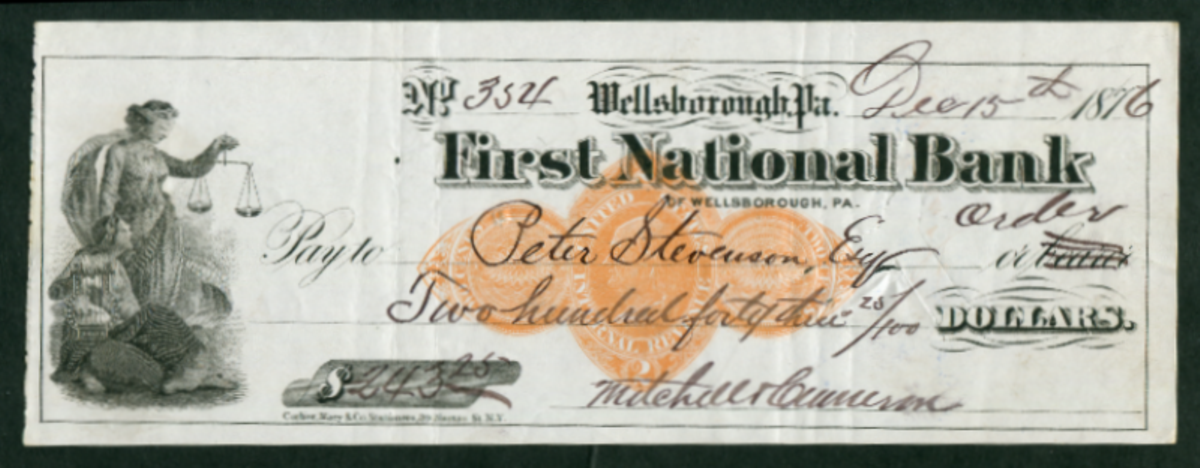 No 354 Wellsborough, Pa. Dec 15th 1876
First National Bank
OF WELLSBOROUGH, PA.
Order
Pay to Peter Stevenson, Esq or
Two hundred forty three 25/100 DOLLARS.
$ 243 25
Mitchell & Cameron